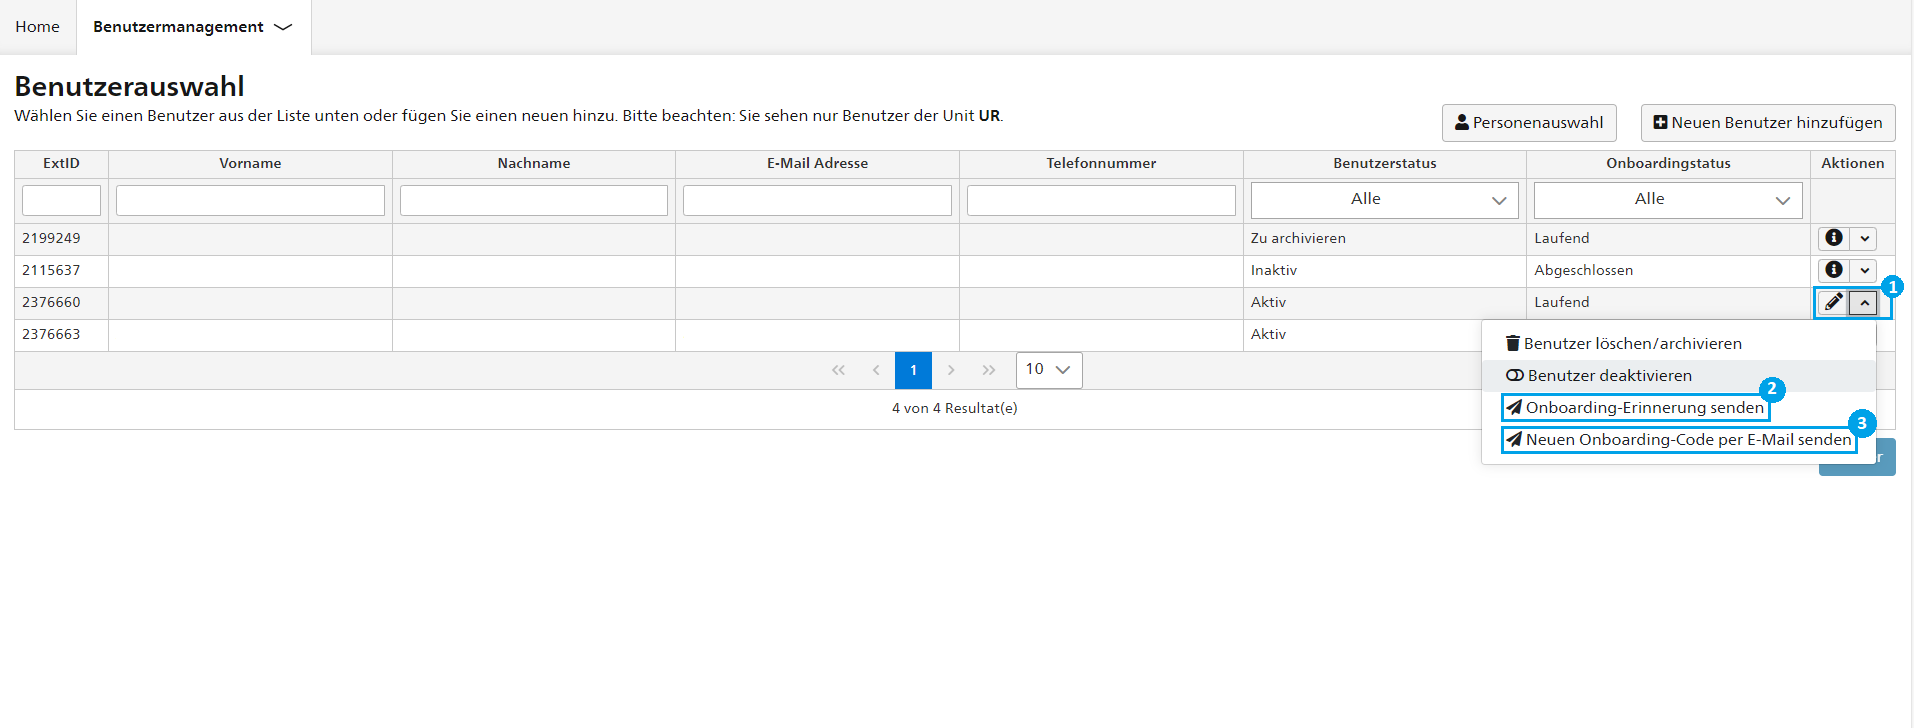 Home
Benutzermanagement
Benutzerauswahl
Wählen Sie einen Benutzer aus der Liste unten oder fügen Sie einen neuen hinzu. Bitte beachten: Sie sehen nur Benutzer der Unit UR.
Personenauswahl
Neuen Benutzer hinzufügen
ExtID Vorname Nachname E-Mail Adresse Telefonnummer Benutzerstatus Onboardingstatus Aktionen
Alle Alle
2199249 Zu archivieren Laufend
2115637 Inaktiv Abgeschlossen
2376660 Aktiv Laufend 1
2376663 Aktiv
Benutzer löschen/archivieren
Benutzer deaktivieren
Onboarding-Erinnerung senden 2
Neuen Onboarding-Code per E-Mail senden 3
1 10
4 von 4 Resultat(e)